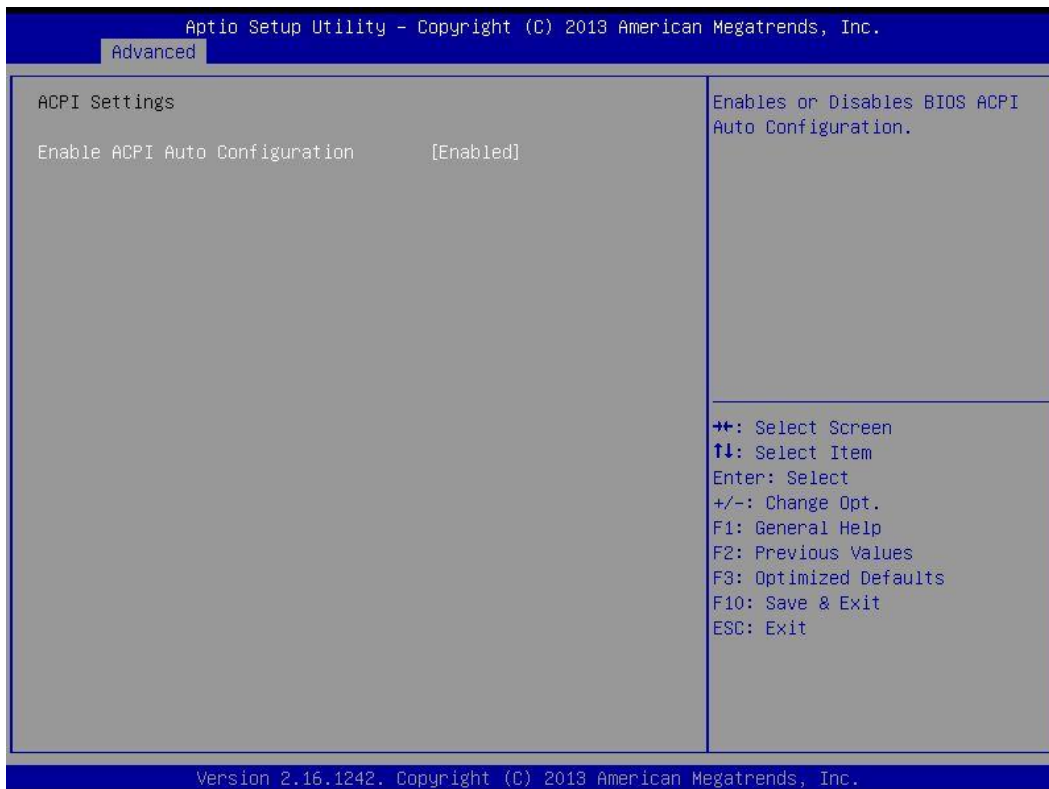 Aptio Setup Utility – Copyright (C) 2013 American Megatrends, Inc.
Advanced
ACPI Settings
Enable ACPI Auto Configuration [Enabled]
Enables or Disables BIOS ACPI
Auto Configuration.
→←: Select Screen
↑↓: Select Item
Enter: Select
+/-: Change Opt.
F1: General Help
F2: Previous Values
F3: Optimized Defaults
F10: Save & Exit
ESC: Exit
Version 2.16.1242. Copyright (C) 2013 American Megatrends, Inc.